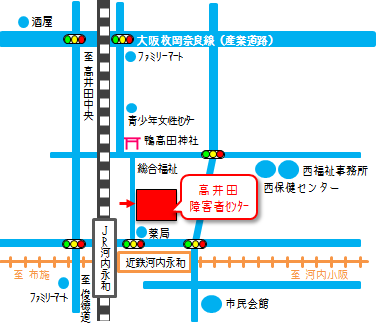 酒屋
大阪枚岡奈良線（産業道路）
ファミリーマート
至 高井田中央
青少年女性センター
鴨高田神社
総合福祉
西福祉事務所
西保健センター
高井田
障害者センター
薬局
JR河内永和
近鉄河内永和
至 布施
至 河内小阪
ファミリーマート
至 俊徳道
市民会館